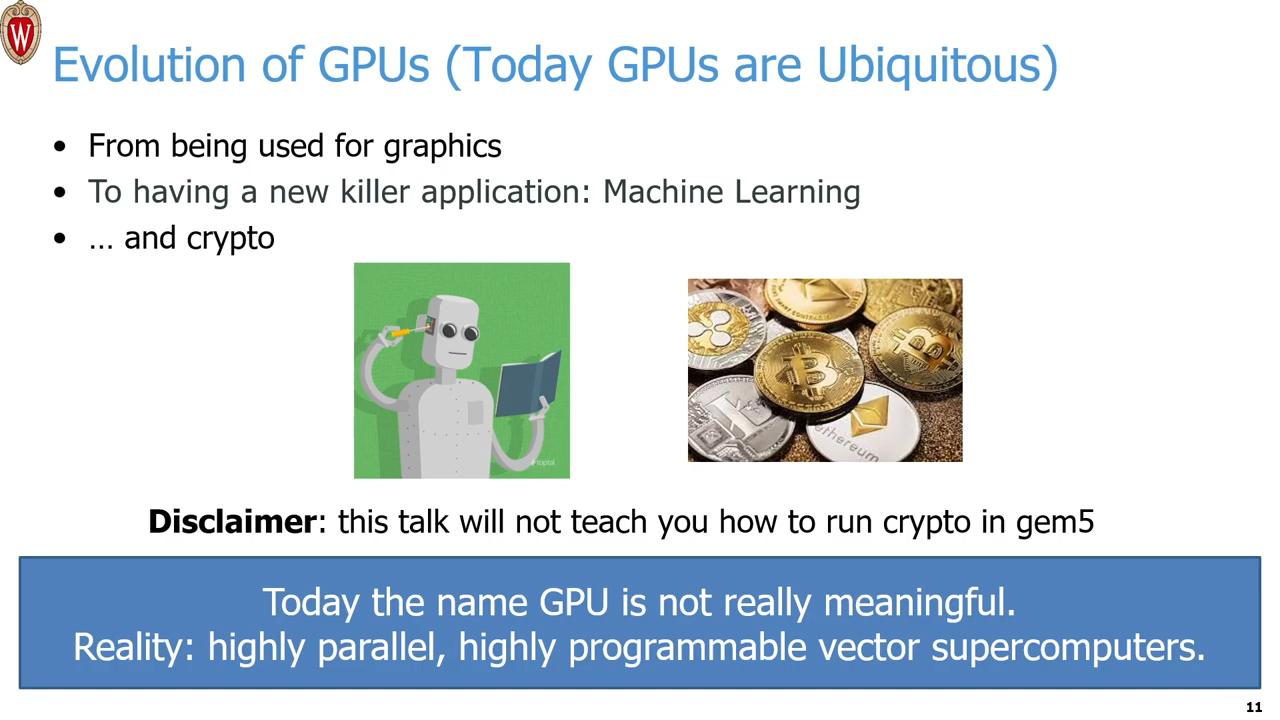 W
Evolution of GPUs (Today GPUs are Ubiquitous)
• From being used for graphics
• To having a new killer application: Machine Learning
• … and crypto
toptal
ethereum
Disclaimer: this talk will not teach you how to run crypto in gem5
Today the name GPU is not really meaningful.
Reality: highly parallel, highly programmable vector supercomputers.
11